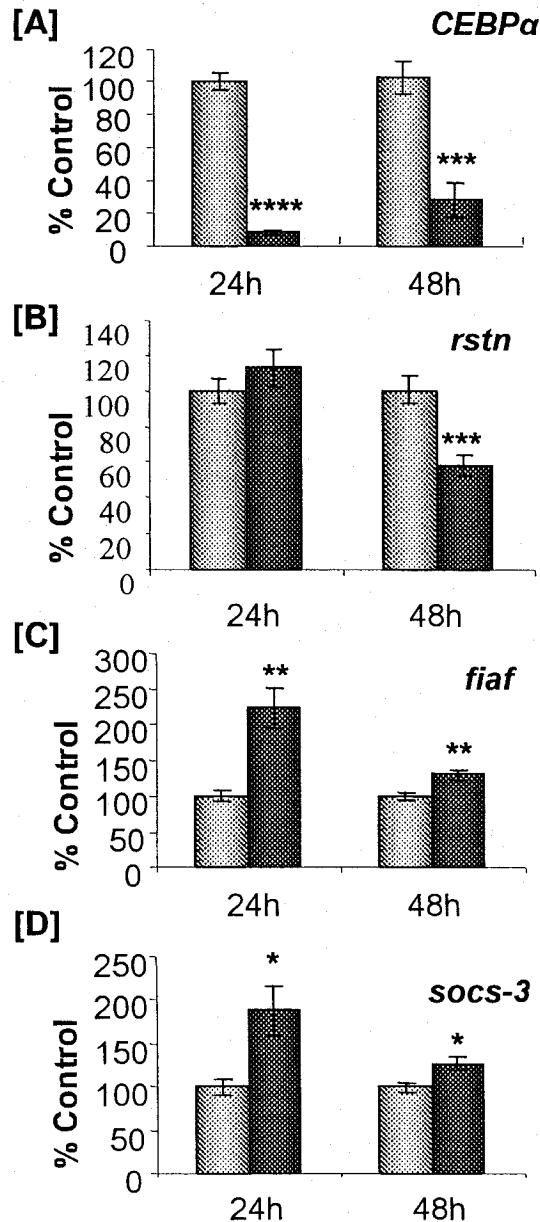 [A] CEBPα
% Control
120
100
80
60
40
20
0
****
***
24h 48h
[B] rstn
% Control
140
120
100
80
60
40
20
0
***
24h 48h
[C] fiaf
% Control
300
250
200
150
100
50
0
**
**
24h 48h
[D] socs-3
% Control
250
200
150
100
50
0
*
*
24h 48h